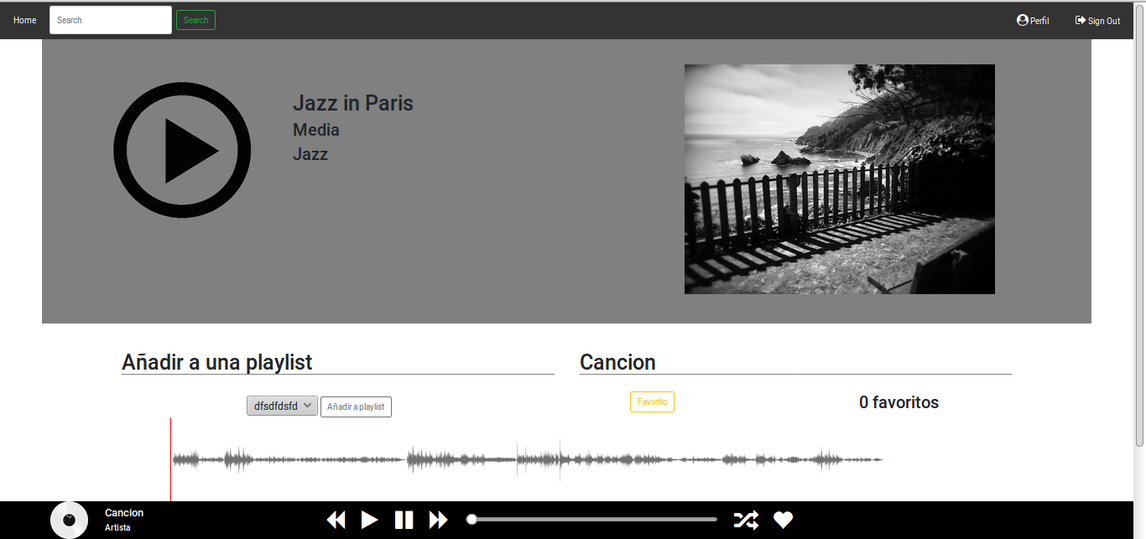 Home
Search
Search
Perfil
Sign Out
Jazz in Paris
Media
Jazz
Añadir a una playlist
Cancion
dfsdfdsfd
Añadir a playlist
Favorito
0 favoritos
Cancion
Artista